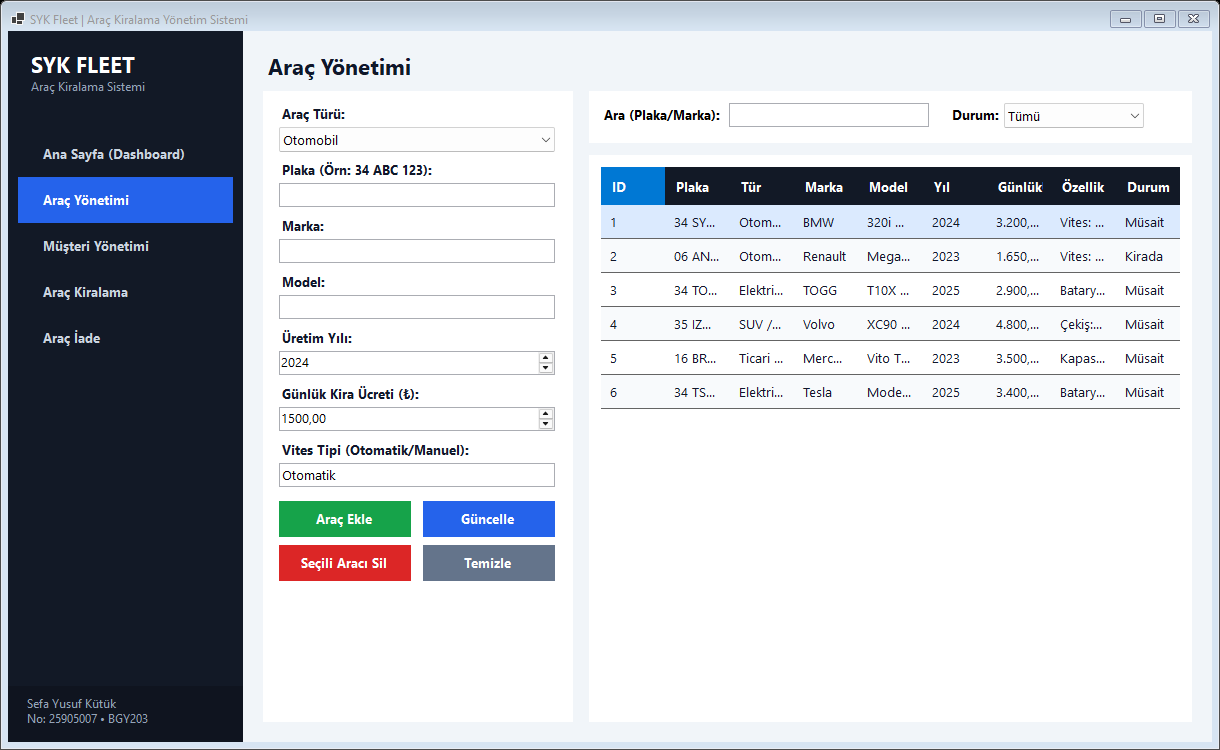 SYK Fleet | Araç Kiralama Yönetim Sistemi
SYK FLEET
Araç Kiralama Sistemi
Ana Sayfa (Dashboard)
Araç Yönetimi
Müşteri Yönetimi
Araç Kiralama
Araç İade
Sefa Yusuf Kütük
No: 25905007 • BGY203
Araç Yönetimi
Araç Türü:
Otomobil
Plaka (Örn: 34 ABC 123):
Marka:
Model:
Üretim Yılı:
2024
Günlük Kira Ücreti (₺):
1500,00
Vites Tipi (Otomatik/Manuel):
Otomatik
Araç Ekle Güncelle
Seçili Aracı Sil Temizle
Ara (Plaka/Marka): Durum: Tümü
ID Plaka Tür Marka Model Yıl Günlük Özellik Durum
1 34 SY... Otom... BMW 320i ... 2024 3.200,... Vites: ... Müsait
2 06 AN... Otom... Renault Mega... 2023 1.650,... Vites: ... Kirada
3 34 TO... Elektri... TOGG T10X ... 2025 2.900,... Batary... Müsait
4 35 IZ... SUV /... Volvo XC90 ... 2024 4.800,... Çekiş:... Müsait
5 16 BR... Ticari ... Merc... Vito T... 2023 3.500,... Kapas... Müsait
6 34 TS... Elektri... Tesla Mode... 2025 3.400,... Batary... Müsait